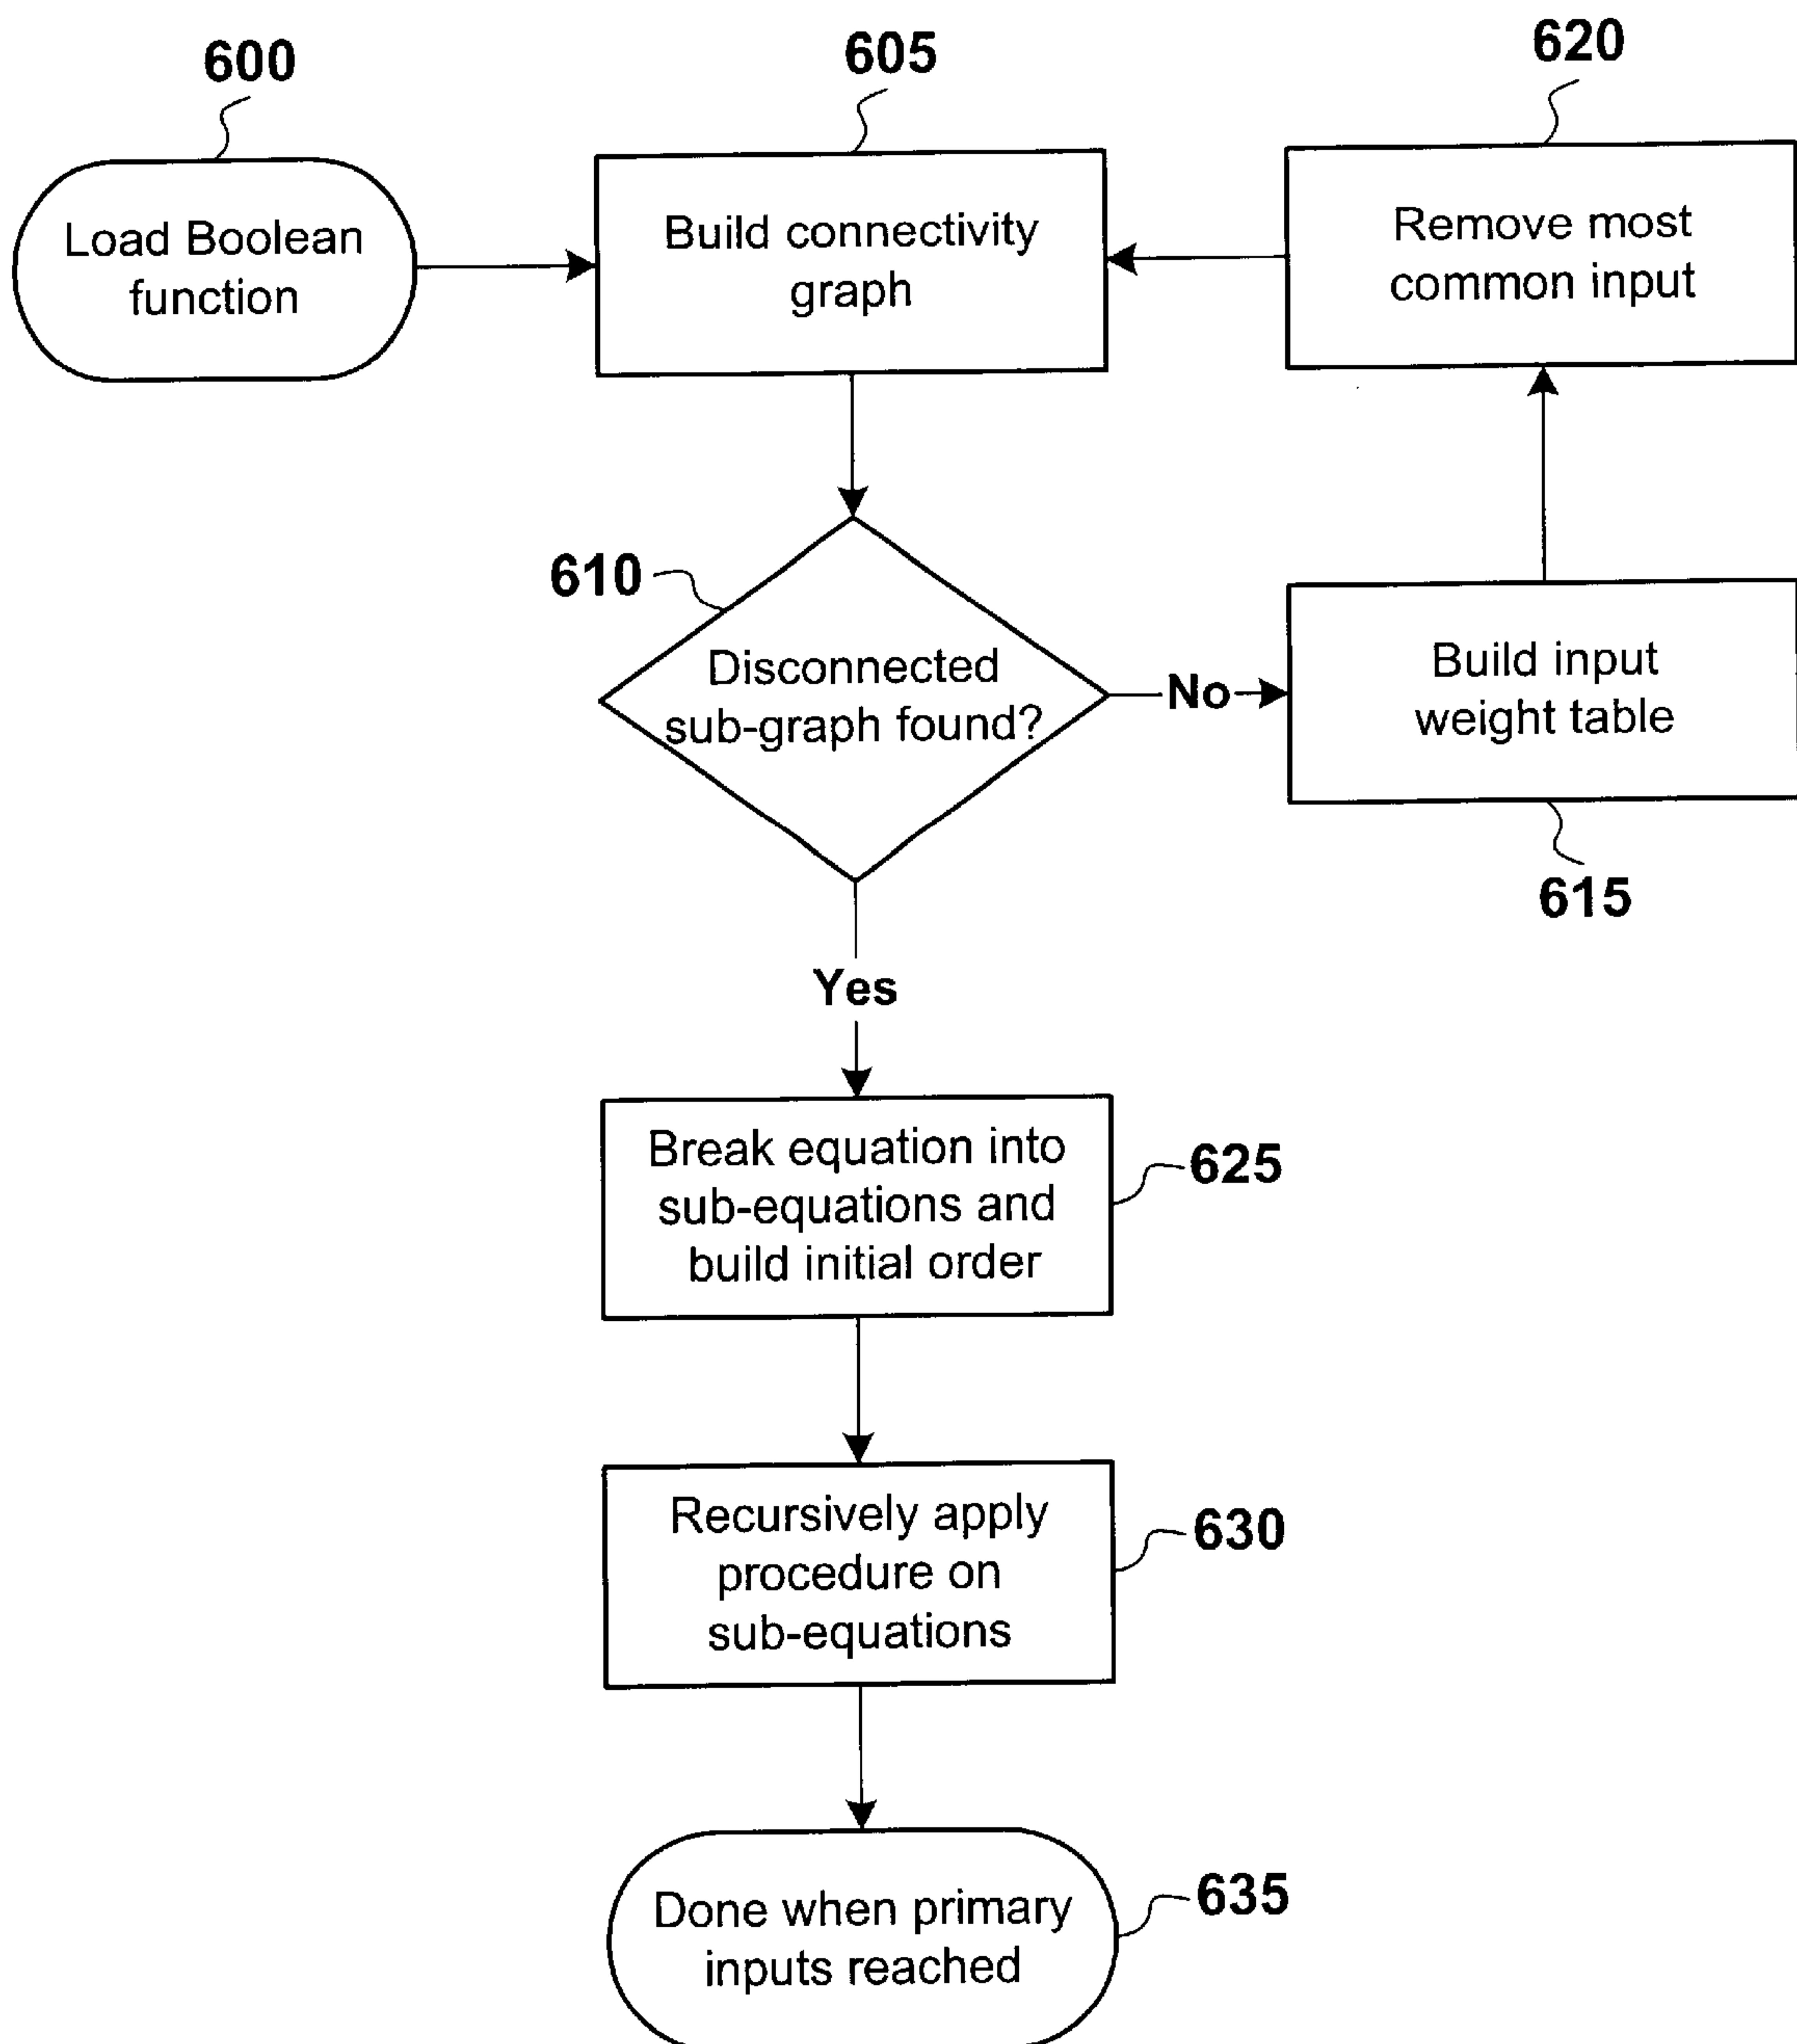 600
605
620
Load Boolean
function
Build connectivity
graph
Remove most
common input
610
Disconnected
sub-graph found?
No
Build input
weight table
615
Yes
Break equation into
sub-equations and
build initial order
625
Recursively apply
procedure on
sub-equations
630
Done when primary
inputs reached
635